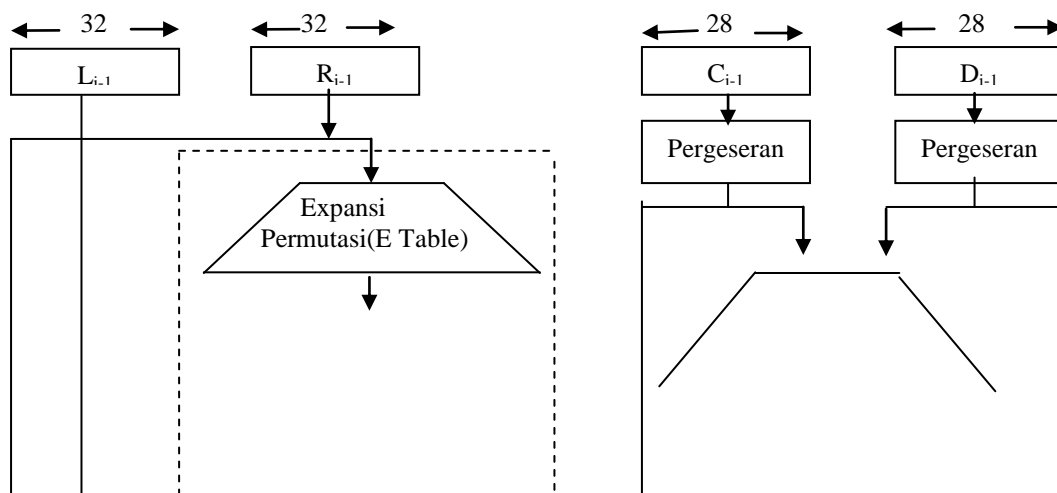 32 32 28 28
Lᵢ₋₁ Rᵢ₋₁ Cᵢ₋₁ Dᵢ₋₁
Pergeseran Pergeseran
Expansi
Permutasi(E Table)